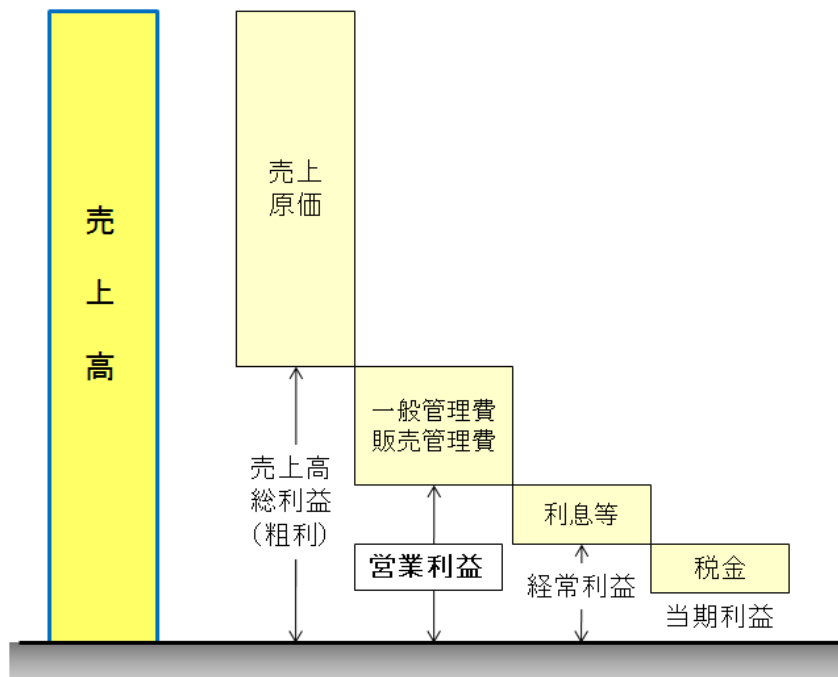 売上高
売上
原価
一般管理費
販売管理費
売上高
総利益
(粗利)
営業利益
利息等
経常利益
税金
当期利益